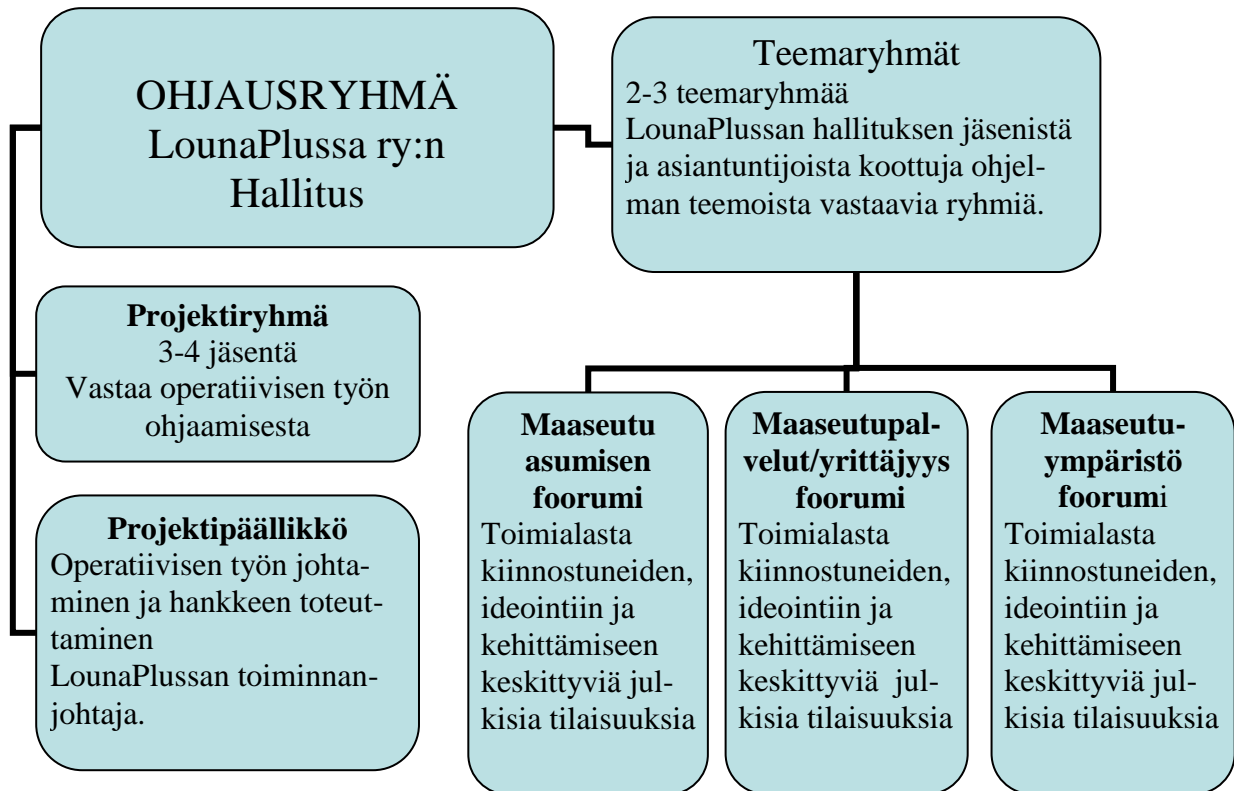 OHJAUSRYHMÄ
LounaPlussa ry:n
Hallitus
Teemaryhmät
2-3 teemaryhmää
LounaPlussan hallituksen jäsenistä
ja asiantuntijoista koottuja ohjel-
man teemoista vastaavia ryhmiä.
Projektiryhmä
3-4 jäsentä
Vastaa operatiivisen työn
ohjaamisesta
Projektipäällikkö
Operatiivisen työn johta-
minen ja hankkeen toteut-
taminen
LounaPlussan toiminnan-
johtaja.
Maaseutu
asumisen
foorumi
Toimialasta
kiinnostuneiden,
ideointiin ja
kehittämiseen
keskittyviä jul-
kisia tilaisuuksia
Maaseutupal-
velut/yrittäjyys
foorumi
Toimialasta
kiinnostuneiden,
ideointiin ja
kehittämiseen
keskittyviä jul-
kisia tilaisuuksia
Maaseutu-
ympäristö
foorumi
Toimialasta
kiinnostuneiden,
ideointiin ja
kehittämiseen
keskittyviä jul-
kisia tilaisuuksia